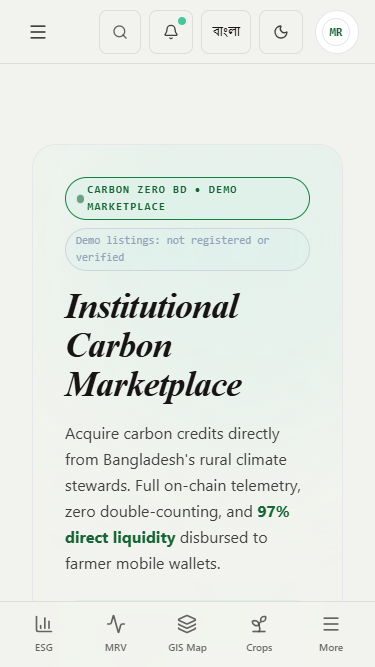 বাংলা
MR
CARBON ZERO BD • DEMO
MARKETPLACE
Demo listings: not registered or
verified
Institutional
Carbon
Marketplace
Acquire carbon credits directly
from Bangladesh's rural climate
stewards. Full on-chain telemetry,
zero double-counting, and 97%
direct liquidity disbursed to
farmer mobile wallets.
ESG
MRV
GIS Map
Crops
More